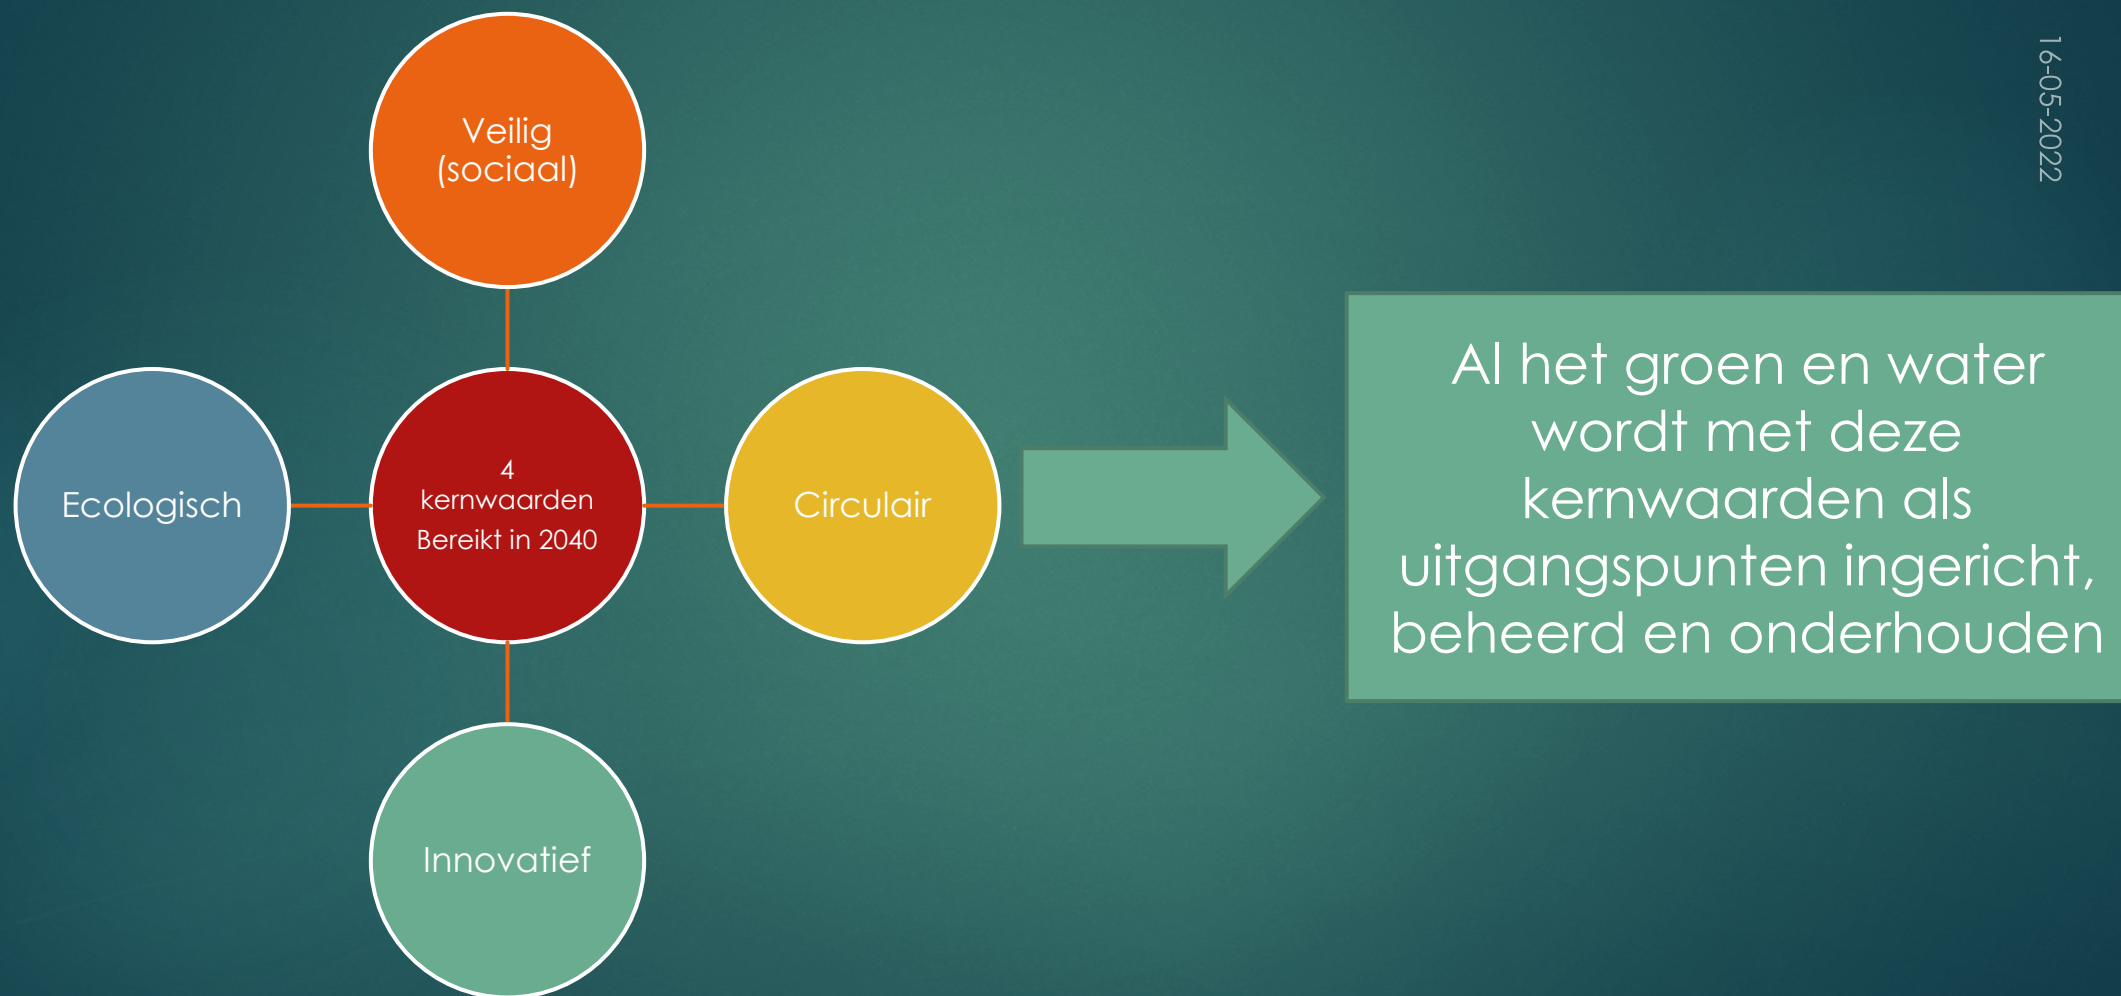 Veilig
(sociaal)
Ecologisch
4
kernwaarden
Bereikt in 2040
Circulair
Innovatief
Al het groen en water
wordt met deze
kernwaarden als
uitgangspunten ingericht,
beheerd en onderhouden
16-05-2022